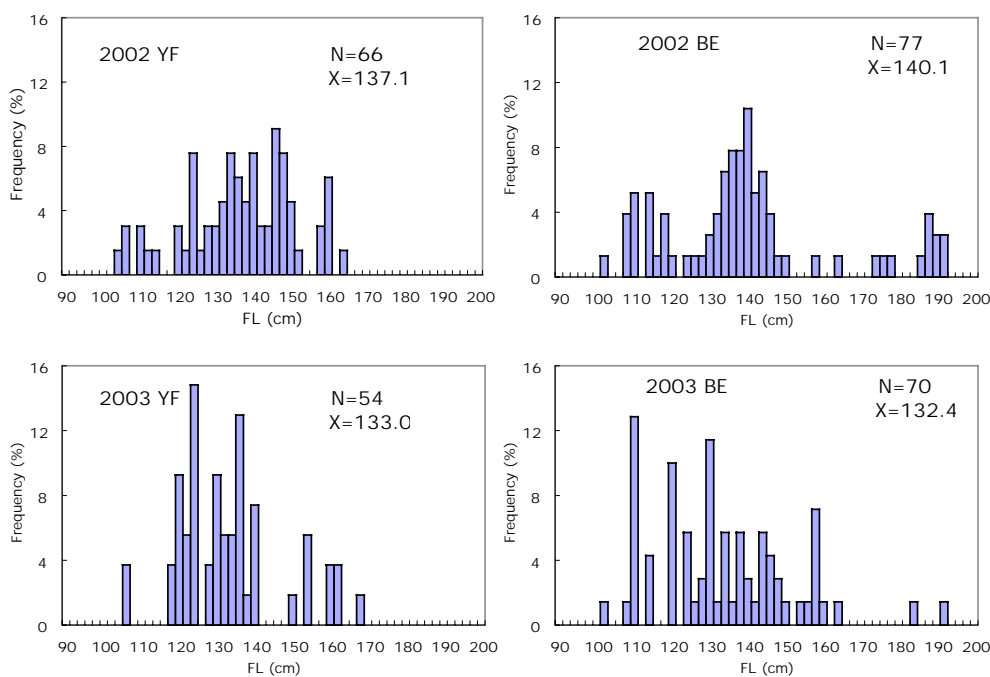 16
12
8
4
0
Frequency (%)
2002 YF
N=66
X=137.1
90 100 110 120 130 140 150 160 170 180 190 200
FL (cm)
16
12
8
4
0
Frequency (%)
2002 BE
N=77
X=140.1
90 100 110 120 130 140 150 160 170 180 190 200
FL (cm)
16
12
8
4
0
Frequency (%)
2003 YF
N=54
X=133.0
90 100 110 120 130 140 150 160 170 180 190 200
FL (cm)
16
12
8
4
0
Frequency (%)
2003 BE
N=70
X=132.4
90 100 110 120 130 140 150 160 170 180 190 200
FL (cm)